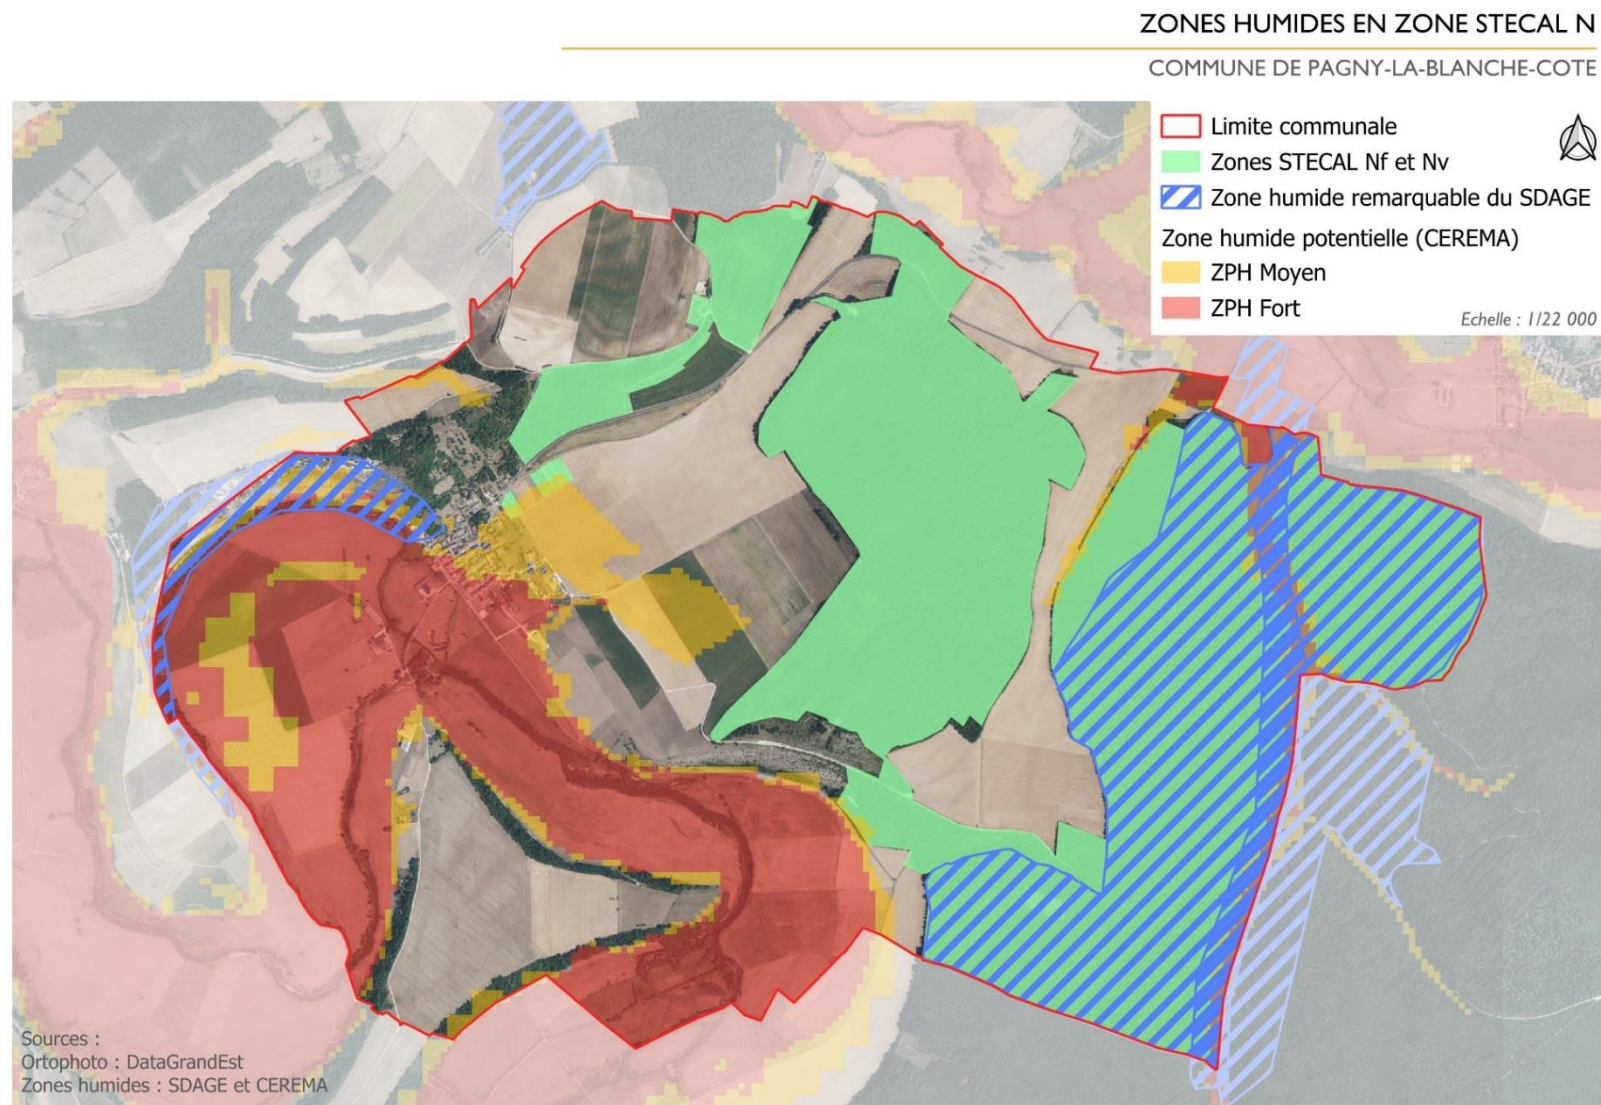 ZONES HUMIDES EN ZONE STECAL N
COMMUNE DE PAGNY-LA-BLANCHE-COTE
Limite communale
Zones STECAL Nf et Nv
Zone humide remarquable du SDAGE
Zone humide potentielle (CEREMA)
ZPH Moyen
ZPH Fort
Echelle : 1/22 000
Sources :
Ortophoto : DataGrandEst
Zones humides : SDAGE et CEREMA